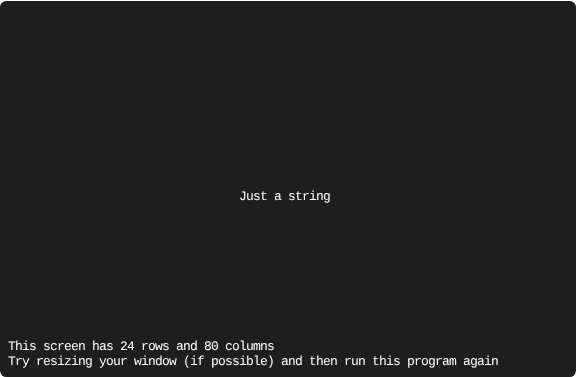 Just a string
This screen has 24 rows and 80 columns
Try resizing your window (if possible) and then run this program again